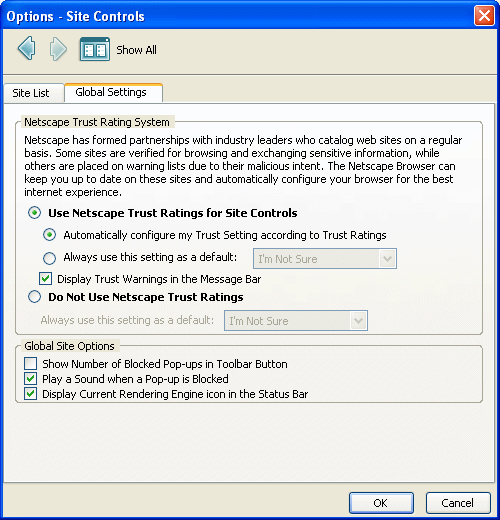 Options - Site Controls
Show All
Site List
Global Settings
Netscape Trust Rating System
Netscape has formed partnerships with industry leaders who catalog web sites on a regular
basis. Some sites are verified for browsing and exchanging sensitive information, while
others are placed on warning lists due to their malicious intent. The Netscape Browser can
keep you up to date on these sites and automatically configure your browser for the best
internet experience.
Use Netscape Trust Ratings for Site Controls
Automatically configure my Trust Setting according to Trust Ratings
Always use this setting as a default: I'm Not Sure
Display Trust Warnings in the Message Bar
Do Not Use Netscape Trust Ratings
Always use this setting as a default: I'm Not Sure
Global Site Options
Show Number of Blocked Pop-ups in Toolbar Button
Play a Sound when a Pop-up is Blocked
Display Current Rendering Engine icon in the Status Bar
OK
Cancel